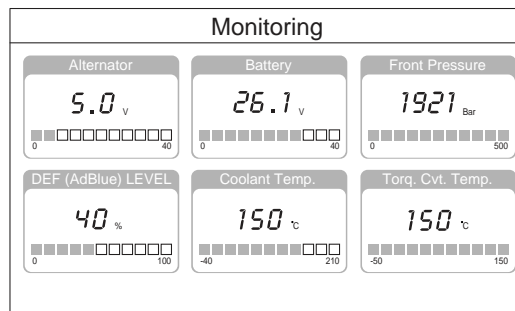 Monitoring
Alternator Battery Front Pressure
5.0 V 26.1 V 1921 Bar
0 40 0 40 0 500
DEF (AdBlue) LEVEL Coolant Temp. Torq. Cvt. Temp.
40 % 150 °C 150 °C
0 100 -40 210 -50 150